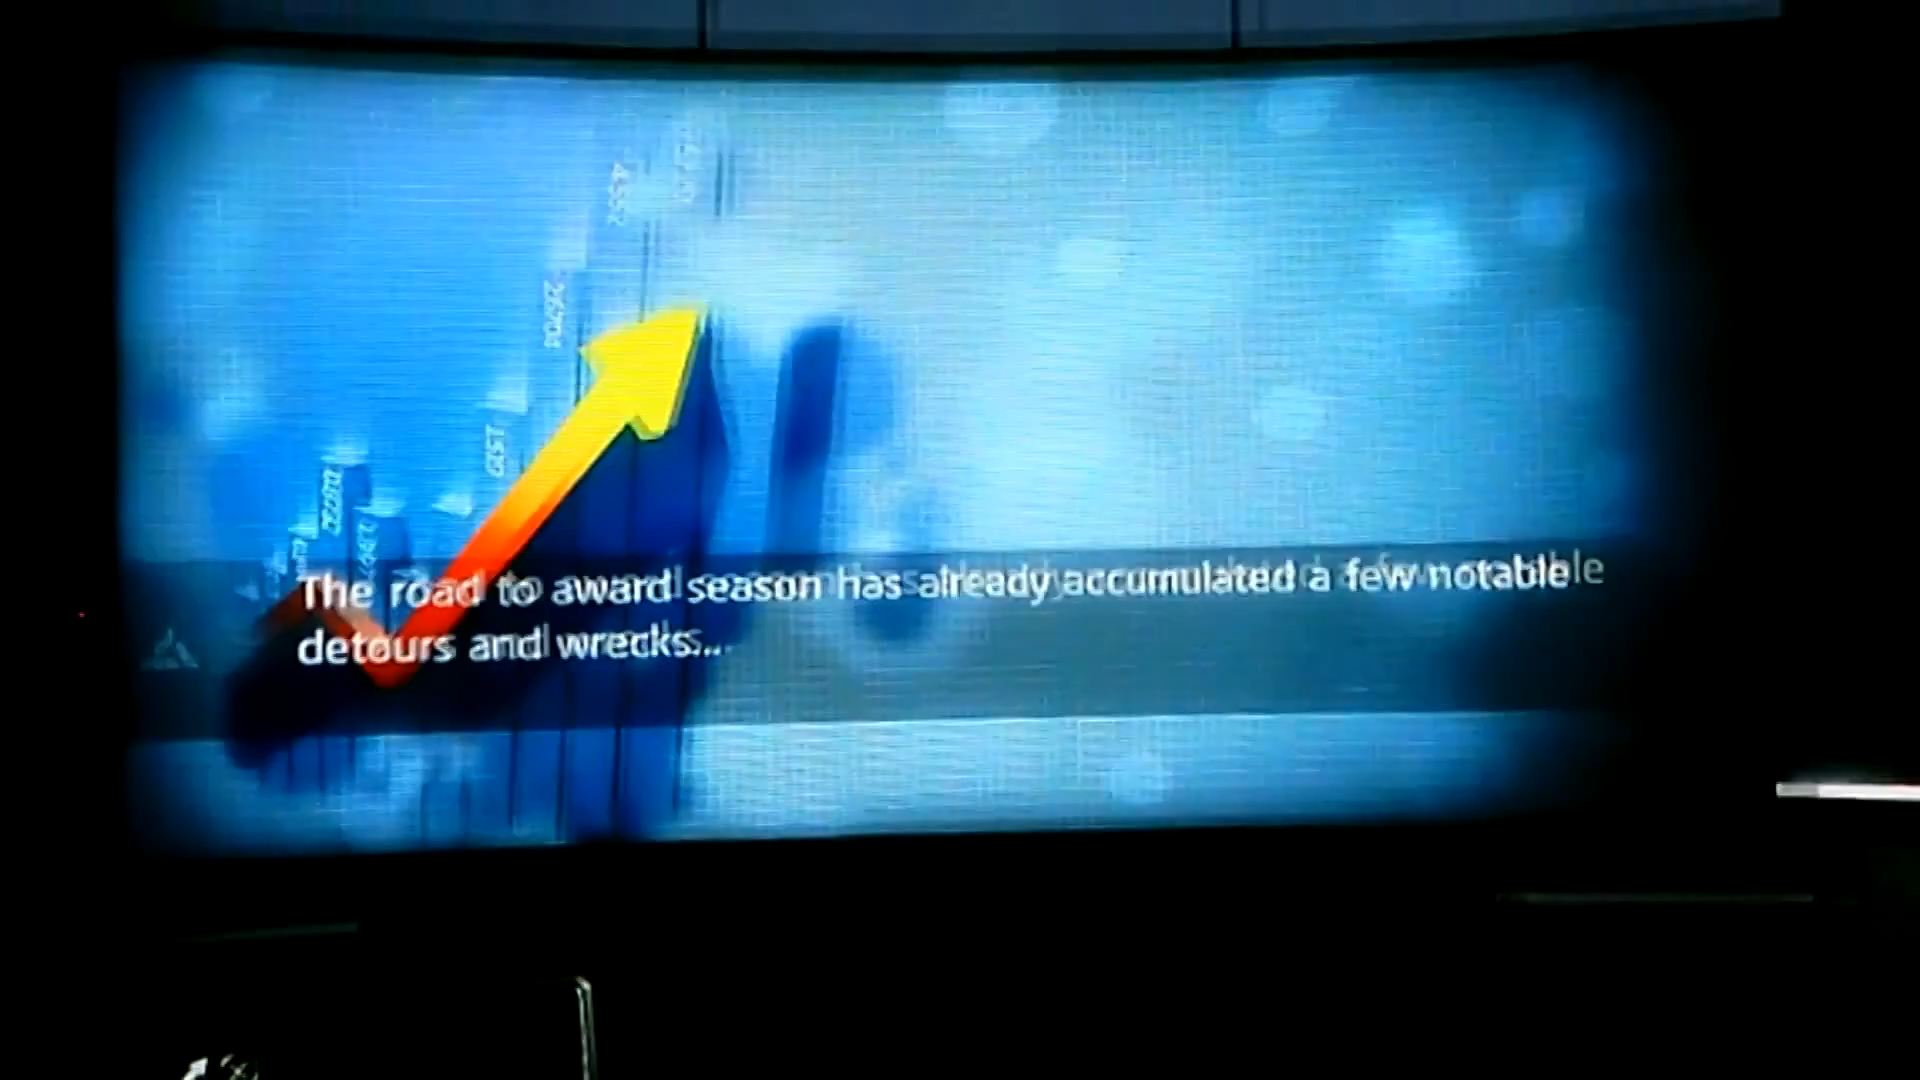 The road to award season has already accumulated a few notable
detours and wrecks...